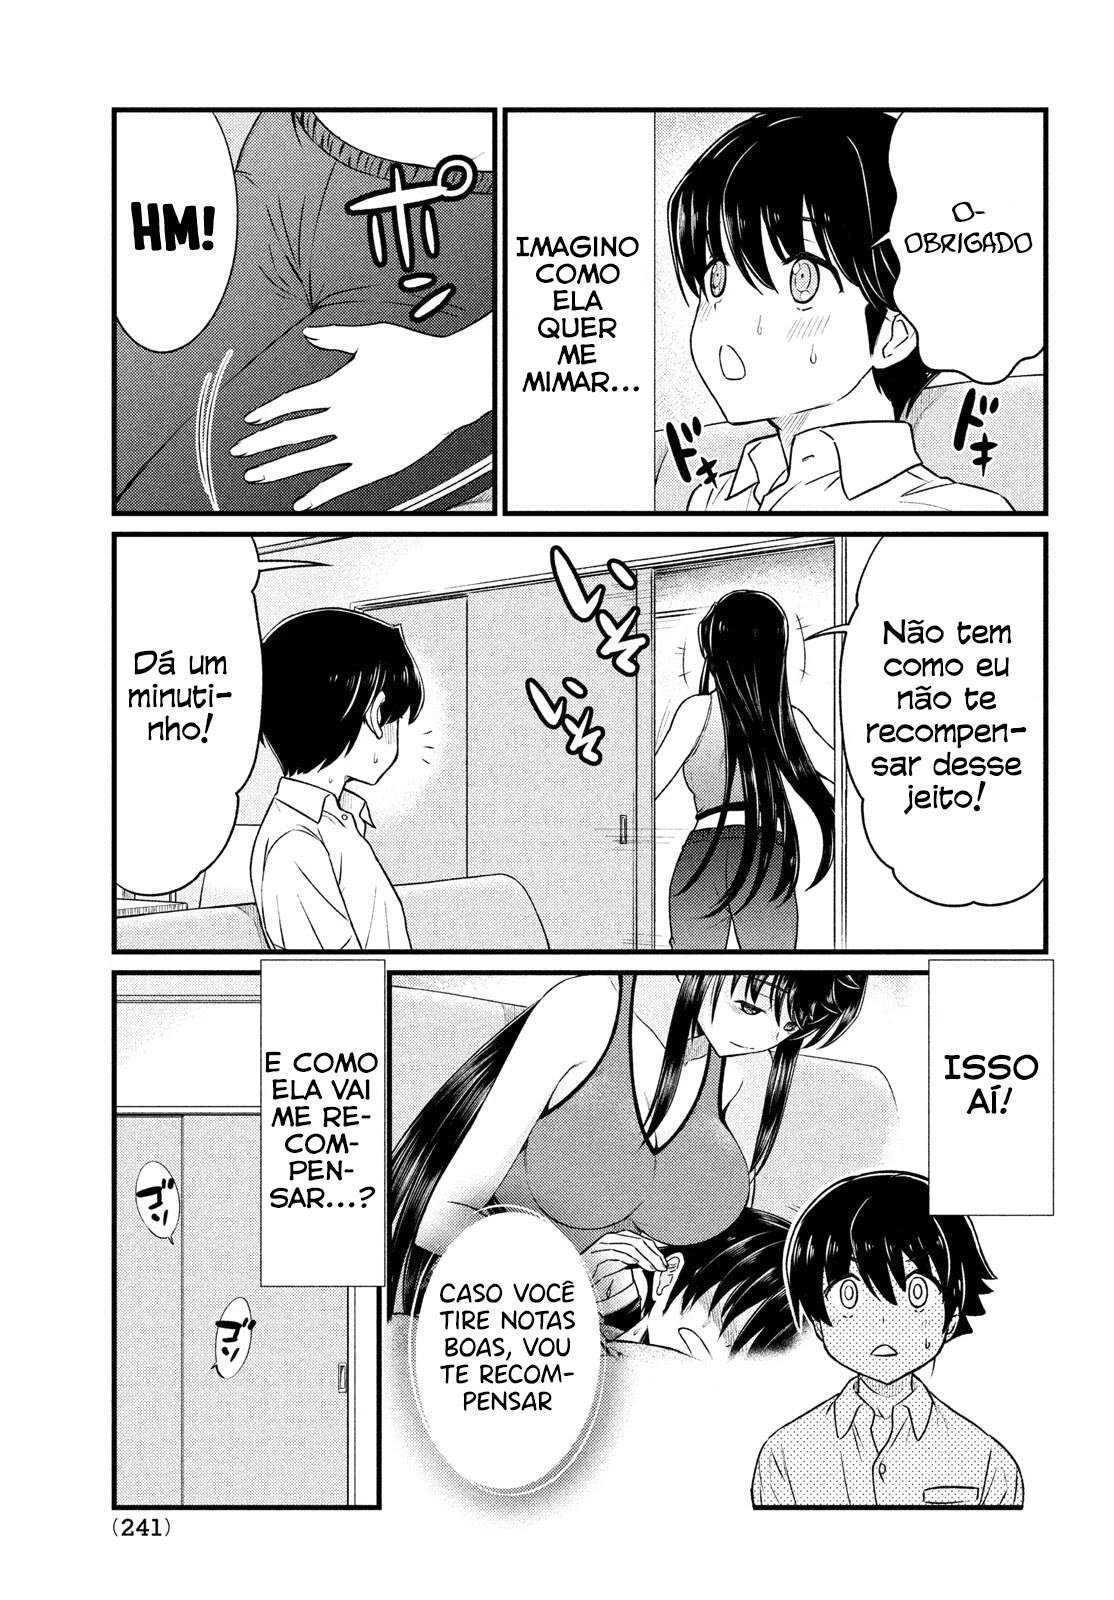 O-
OBRIGADO
IMAGINO
COMO
ELA
QUER
ME
MIMAR...
ドキ
ドキ
HM!
ポンポン
Não tem
como eu
não te
recompen-
sar desse
jeito!
いそいそ
Dá um
minuti-
nho!
ISSO
AÍ!
CASO VOCÊ
TIRE NOTAS
BOAS, VOU
TE RECOM-
PENSAR
E COMO
ELA VAI
ME RE-
COM-
PEN-
SAR...?
ゴソ
ゴソ
(241)